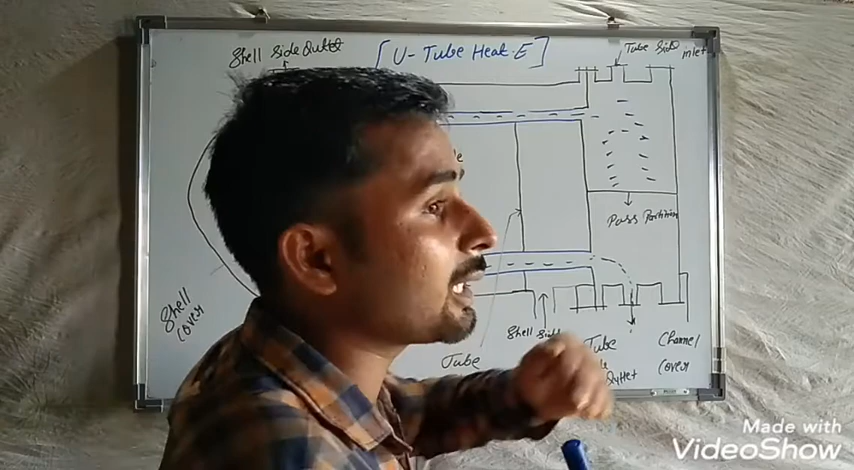 Shell Side Outlet
[U-Tube Heat.E]
Tube Side
inlet
Pass Partition
Shell
cover
Shell Side
Tube
Tube
Outlet
Channel
cover
Made with
VideoShow